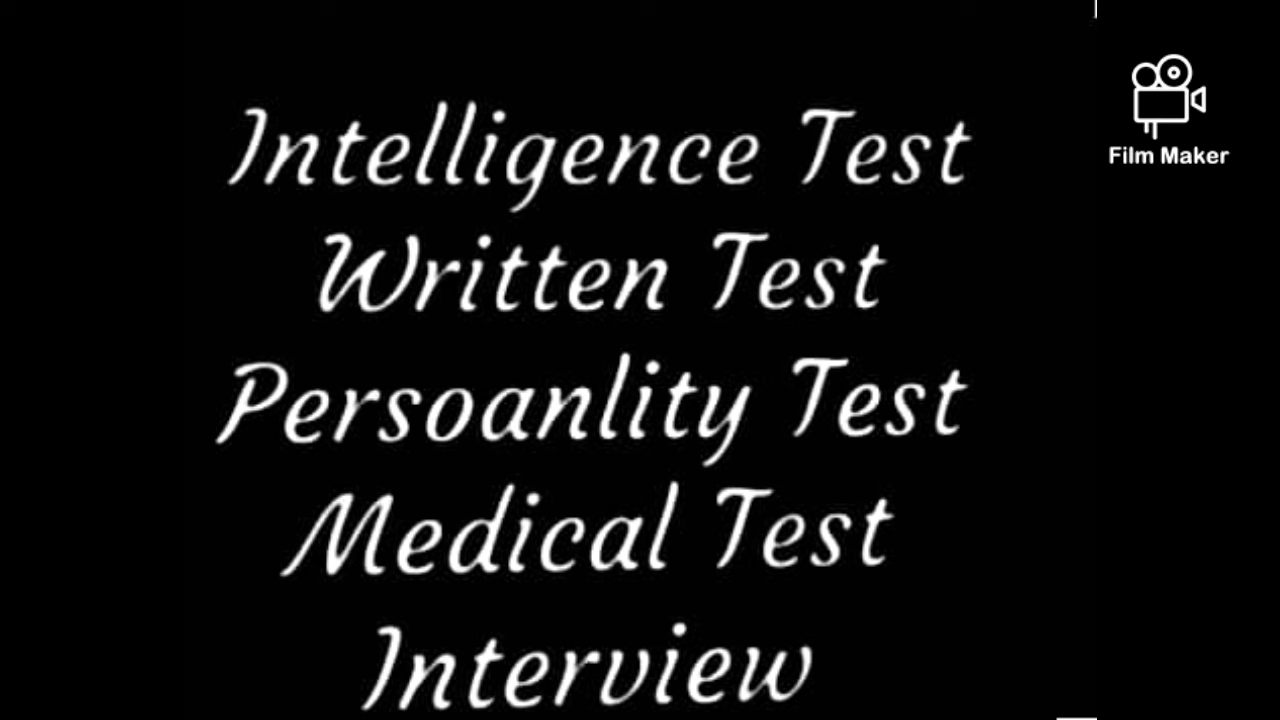 Intelligence Test
Written Test
Persoanlity Test
Medical Test
Interview
Film Maker